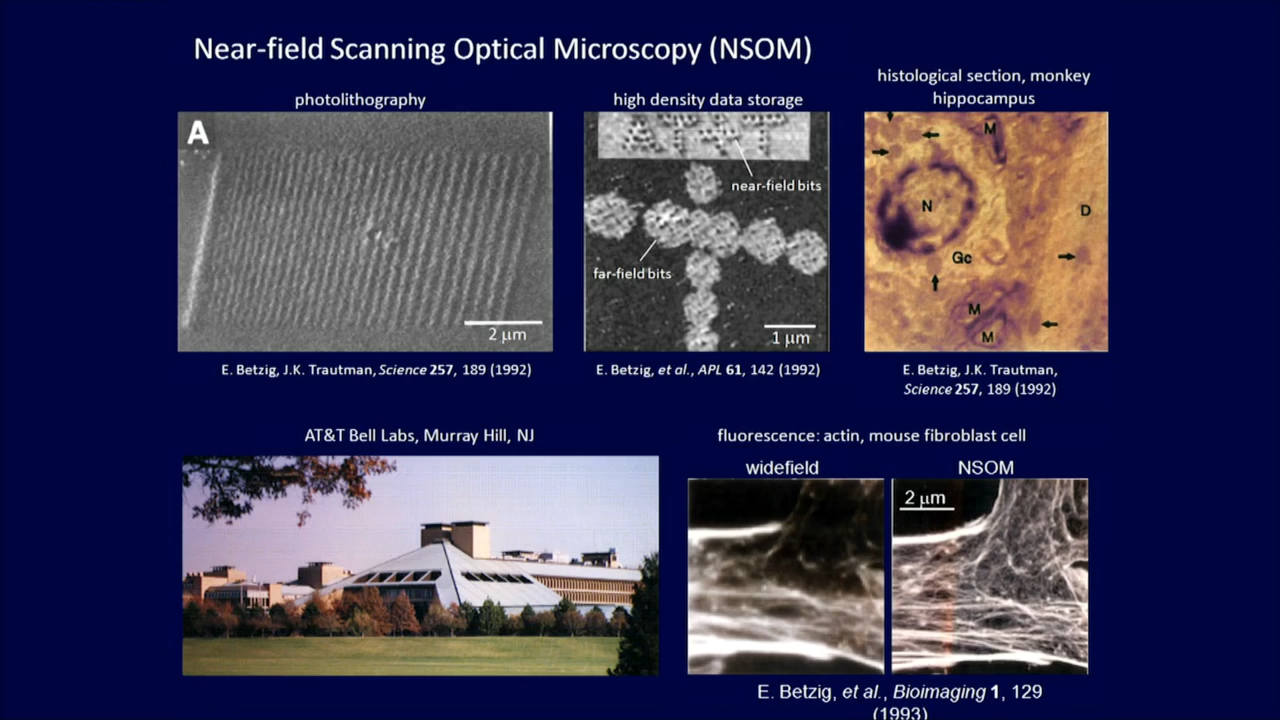 Near-field Scanning Optical Microscopy (NSOM)
photolithography
A
2 μm
E. Betzig, J.K. Trautman, Science 257, 189 (1992)
high density data storage
near-field bits
far-field bits
1 μm
E. Betzig, et al., APL 61, 142 (1992)
histological section, monkey
hippocampus
M
N
D
Gc
M
M
E. Betzig, J.K. Trautman,
Science 257, 189 (1992)
AT&T Bell Labs, Murray Hill, NJ
fluorescence: actin, mouse fibroblast cell
widefield
NSOM
2 μm
E. Betzig, et al., Bioimaging 1, 129
(1993)